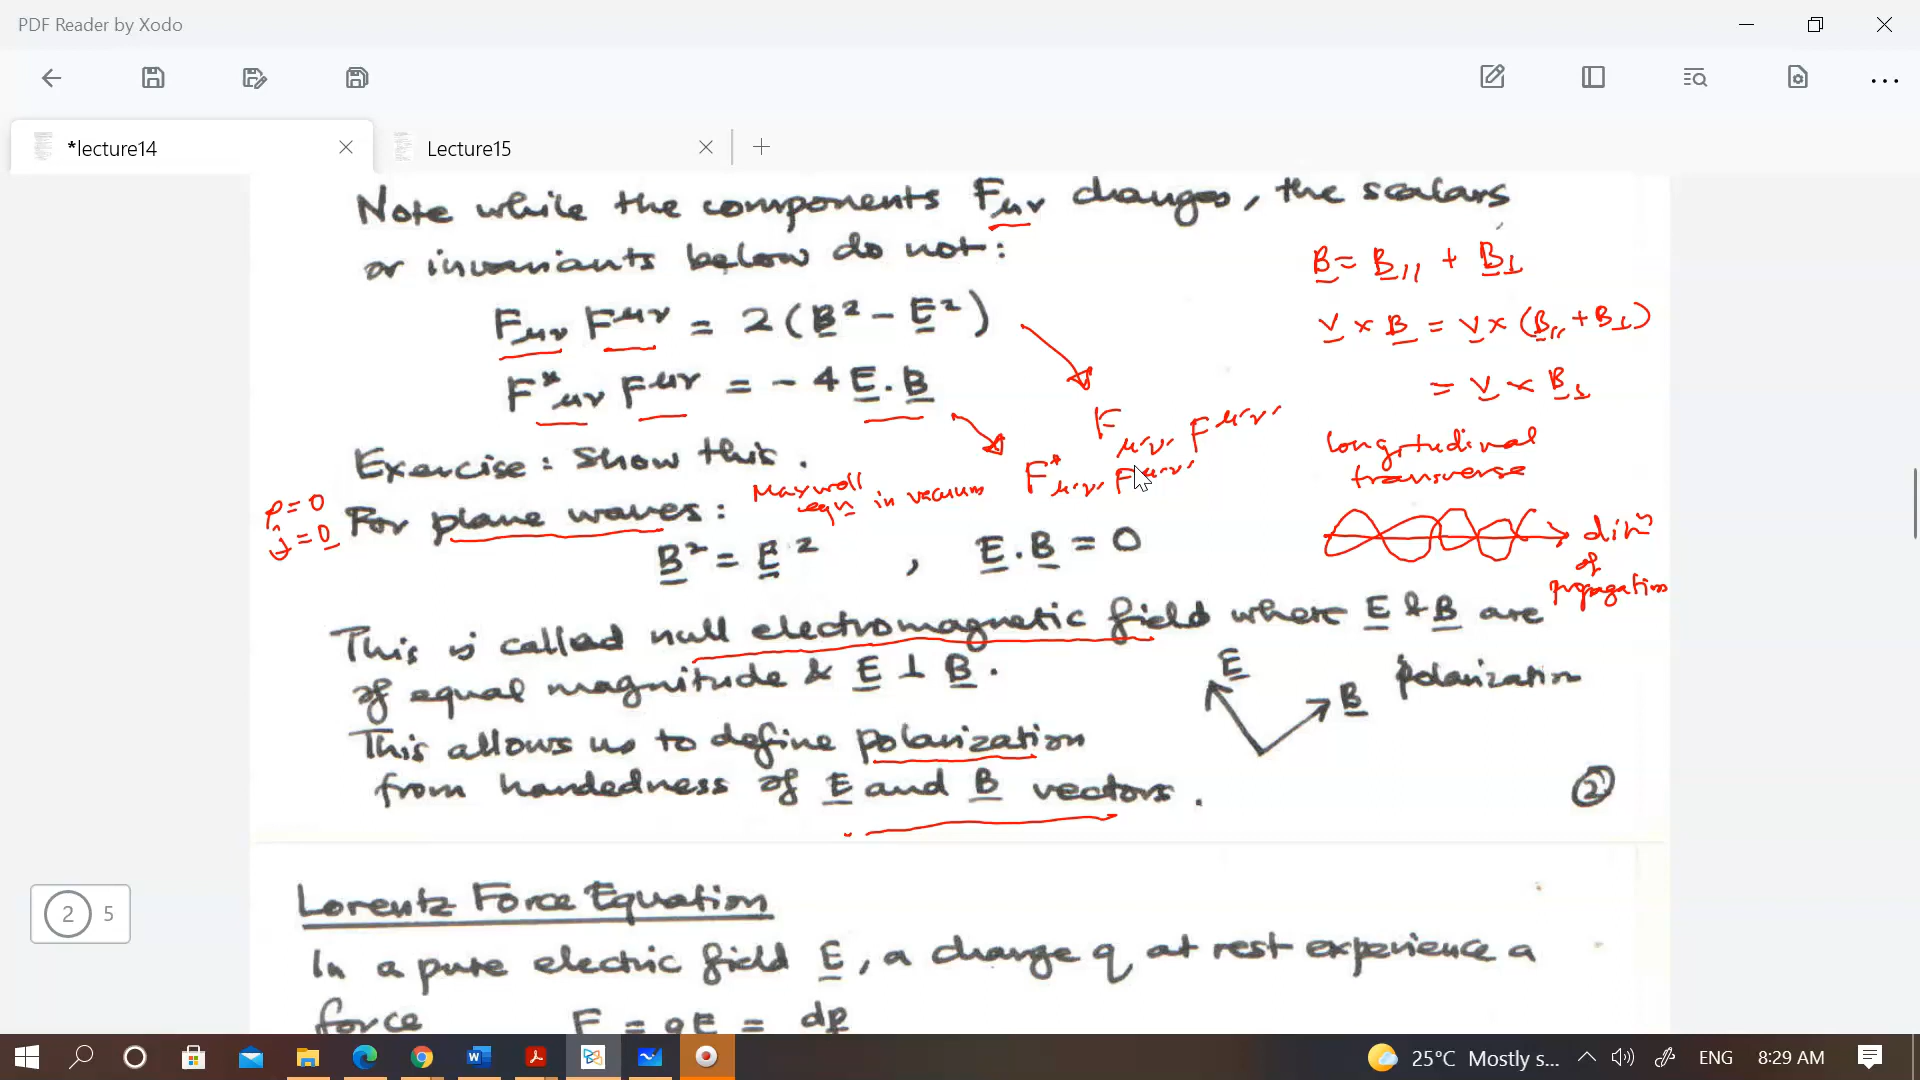 PDF Reader by Xodo
*lecture14
Lecture15
Note while the components Fμν changes, the scalars
or invariants below do not:
Fμν F^μν = 2(B² - E²)
F*μν F^μν = - 4 E.B
Exercise: Show this.
For plane waves:
B² = E² , E.B = 0
This is called null electromagnetic field where E & B are
of equal magnitude & E ⊥ B.
This allows us to define polarization
from handedness of E and B vectors.
E
B
Polarization
②
B = B// + B⊥
v × B = v × (B// + B⊥)
= v × B⊥
longitudinal
transverse
dirⁿ
of
propagation
Fμ'ν' F^μ'ν'
F*μ'ν' F^μ'ν'
Maxwell
eqn in vacuum
ρ = 0
j = 0
Lorentz Force Equation
In a pure electric field E, a charge q at rest experience a
force F = qE = dp
2 5
25°C Mostly s...
ENG
8:29 AM